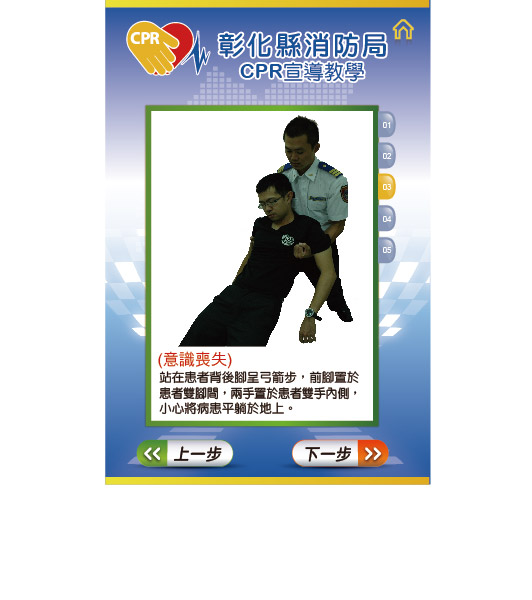 CPR
彰化縣消防局
CPR宣導教學
01
02
03
04
05
(意識喪失)
站在患者背後腳呈弓箭步，前腳置於
患者雙腳間，兩手置於患者雙手內側，
小心將病患平躺於地上。
上一步
下一步